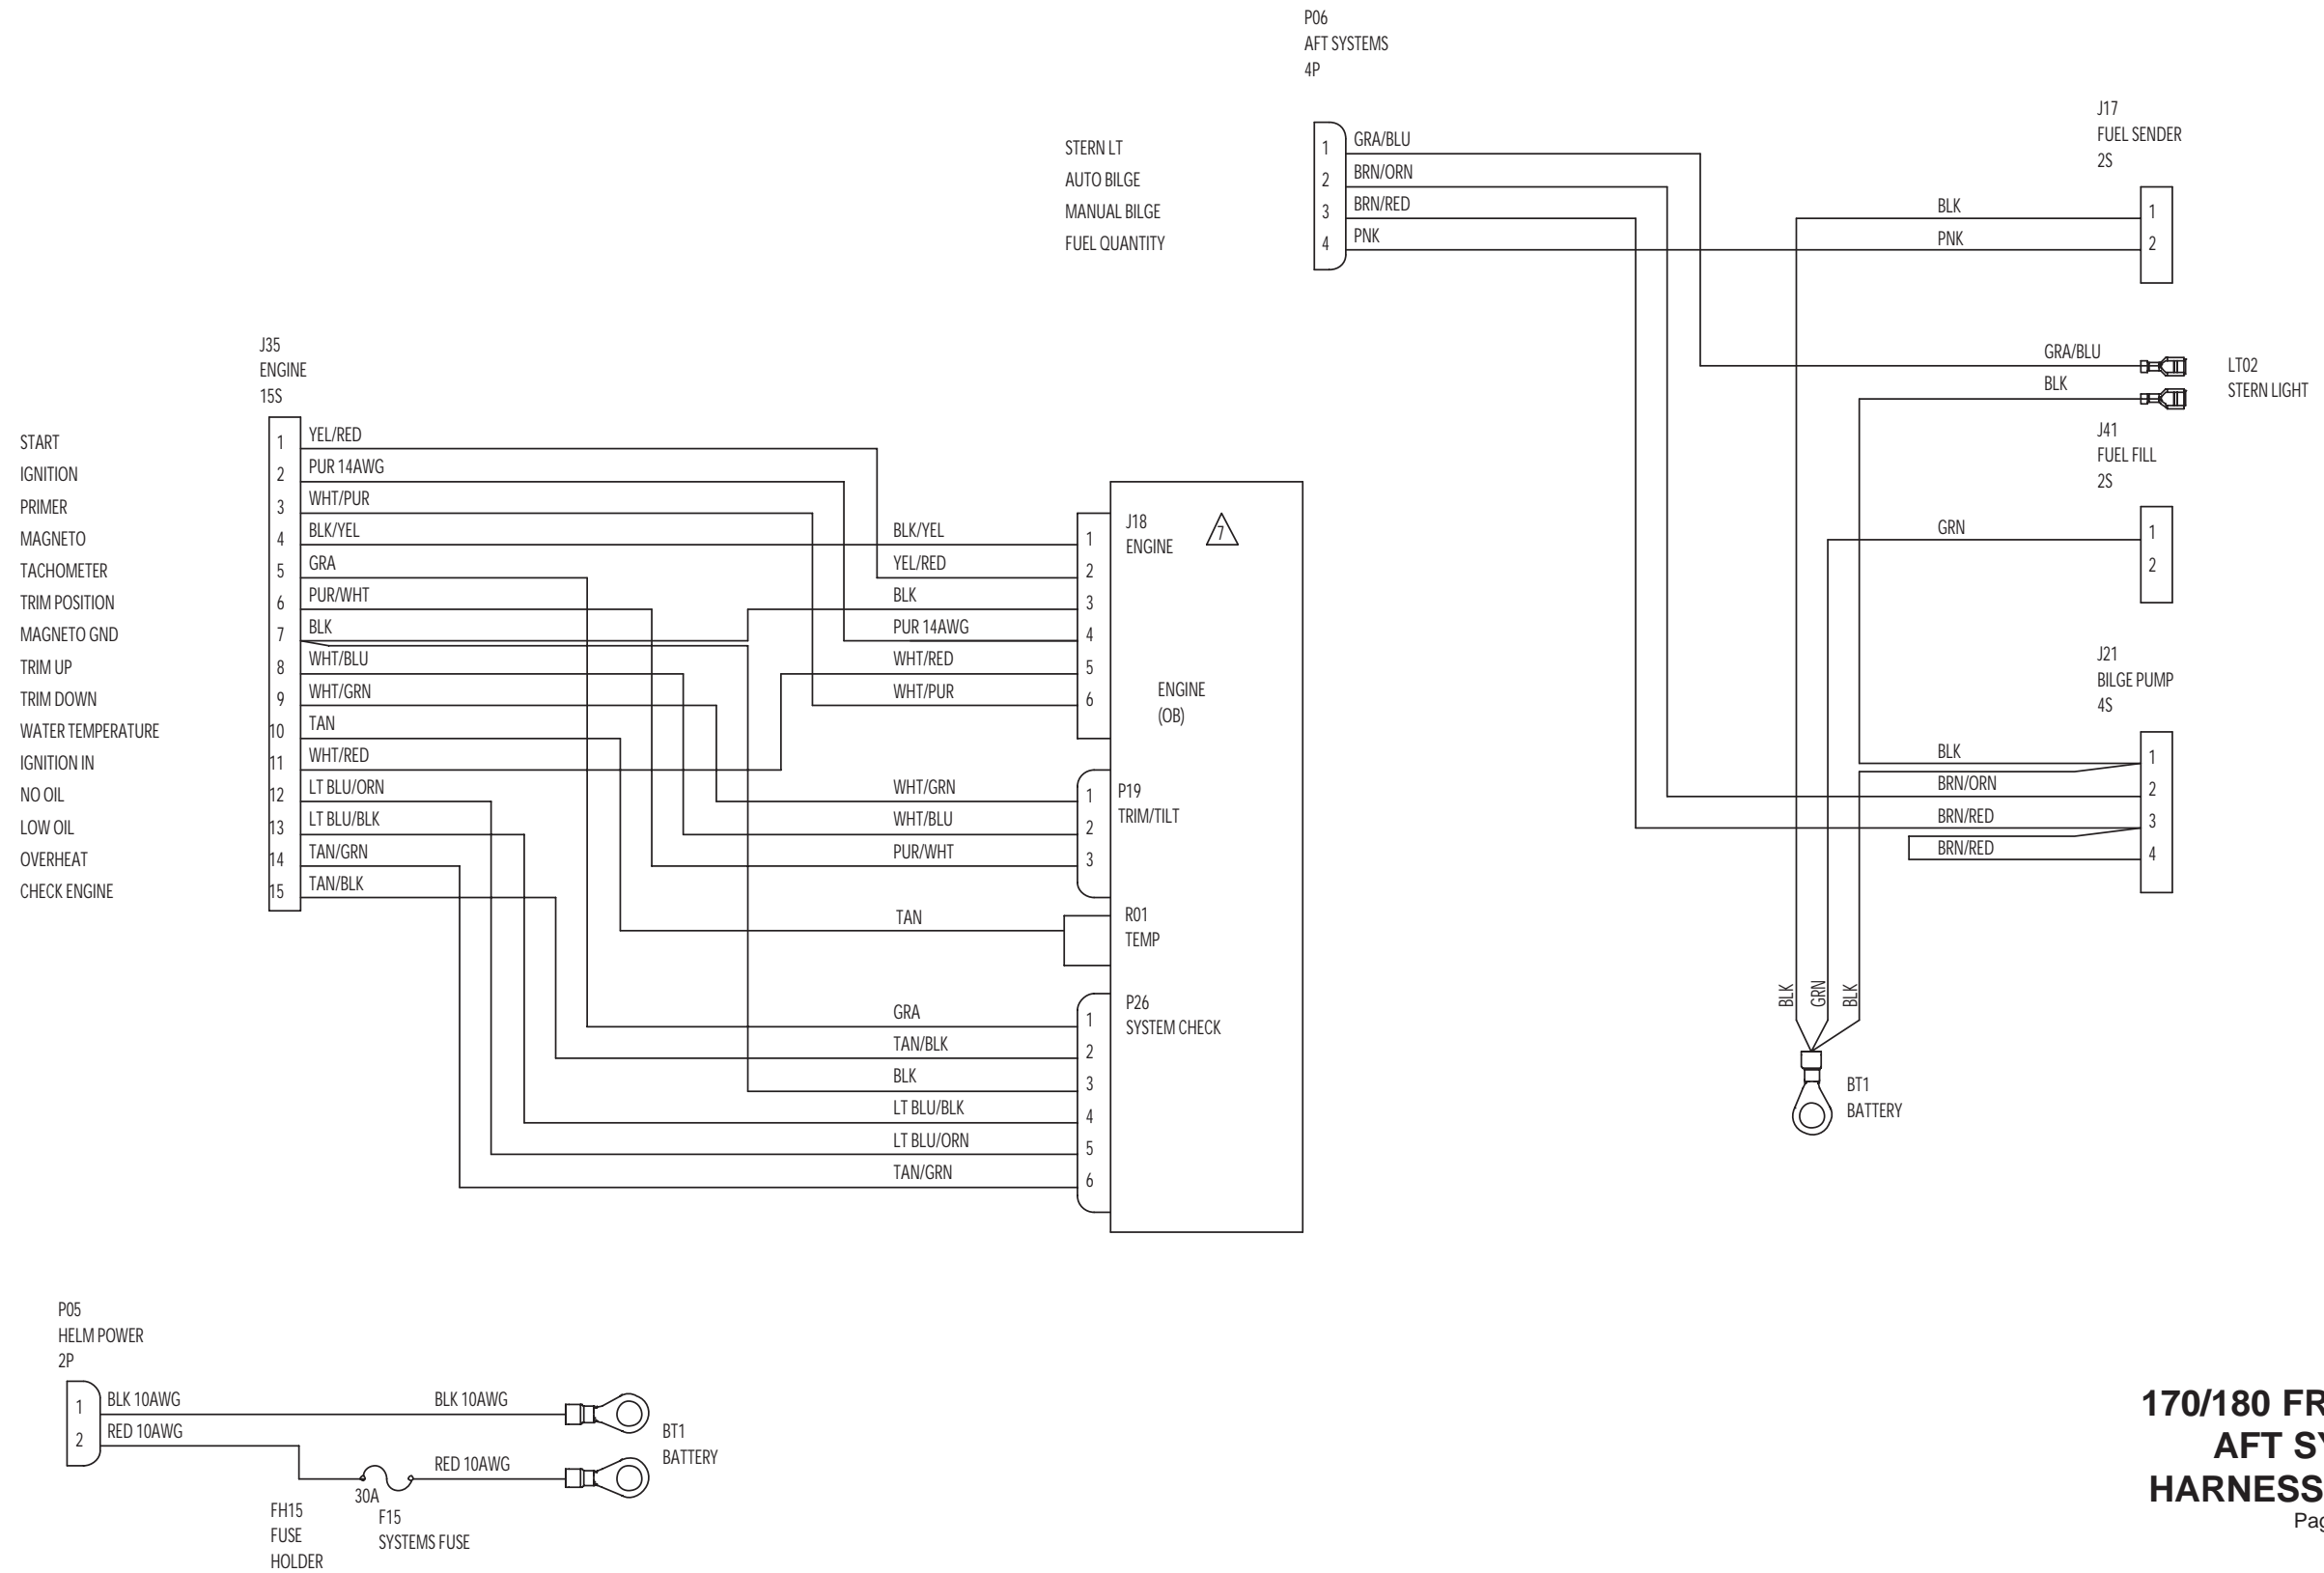 P06
AFT SYSTEMS
4P
STERN LT 1 GRA/BLU
AUTO BILGE 2 BRN/ORN
MANUAL BILGE 3 BRN/RED
FUEL QUANTITY 4 PNK
J17
FUEL SENDER
2S
BLK 1
PNK 2
GRA/BLU
BLK
LT02
STERN LIGHT
J41
FUEL FILL
2S
GRN 1
2
J21
BILGE PUMP
4S
BLK 1
BRN/ORN 2
BRN/RED 3
BRN/RED 4
BLK
GRN
BLK
BT1
BATTERY
J35
ENGINE
15S
START 1 YEL/RED
IGNITION 2 PUR 14AWG
PRIMER 3 WHT/PUR
MAGNETO 4 BLK/YEL
TACHOMETER 5 GRA
TRIM POSITION 6 PUR/WHT
MAGNETO GND 7 BLK
TRIM UP 8 WHT/BLU
TRIM DOWN 9 WHT/GRN
WATER TEMPERATURE 10 TAN
IGNITION IN 11 WHT/RED
NO OIL 12 LT BLU/ORN
LOW OIL 13 LT BLU/BLK
OVERHEAT 14 TAN/GRN
CHECK ENGINE 15 TAN/BLK
J18
ENGINE
7
BLK/YEL 1
YEL/RED 2
BLK 3
PUR 14AWG 4
WHT/RED 5
WHT/PUR 6
ENGINE
(OB)
P19
TRIM/TILT
WHT/GRN 1
WHT/BLU 2
PUR/WHT 3
TAN
R01
TEMP
P26
SYSTEM CHECK
GRA 1
TAN/BLK 2
BLK 3
LT BLU/BLK 4
LT BLU/ORN 5
TAN/GRN 6
P05
HELM POWER
2P
1 BLK 10AWG BLK 10AWG
2 RED 10AWG
RED 10AWG
BT1
BATTERY
30A
FH15
FUSE
HOLDER
F15
SYSTEMS FUSE
170/180 FR
AFT SY
HARNESS
Pag